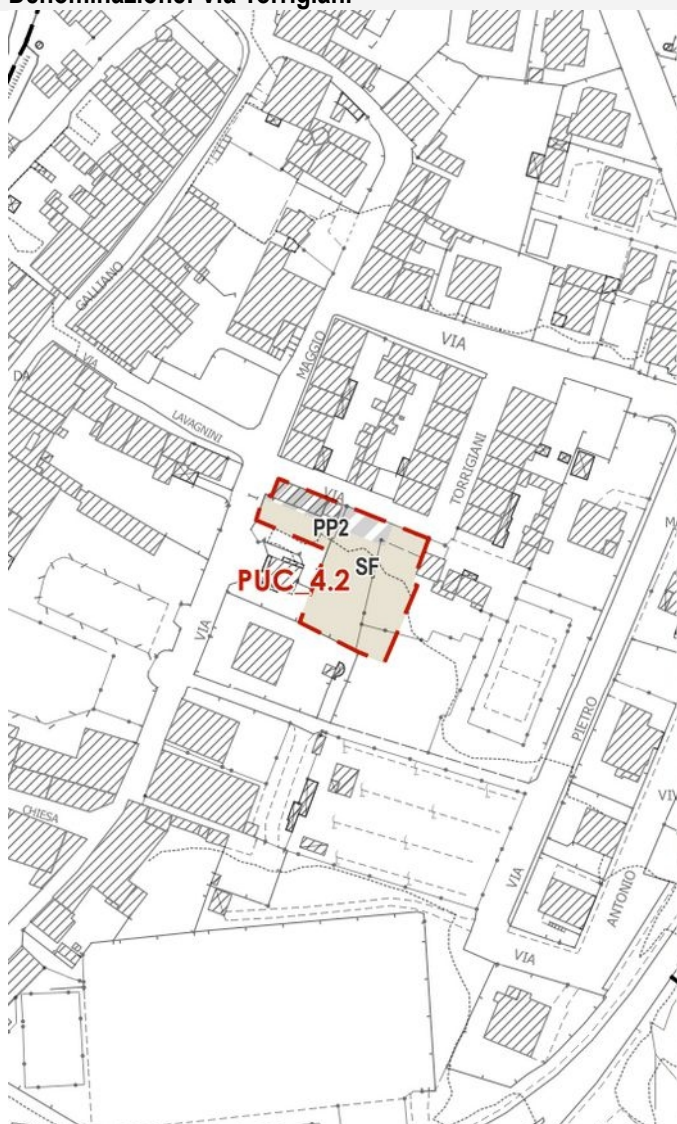 Denominazione: Via Torrigiani
GALLIANO
VIA
MAGGIO
VIA
DA
LAVAGNINI
TORRIGIANI
VIA
1
PP2
SF
PUC_4.2
VIA
PIETRO
CHIESA
VIA
ANTONIO
VIA